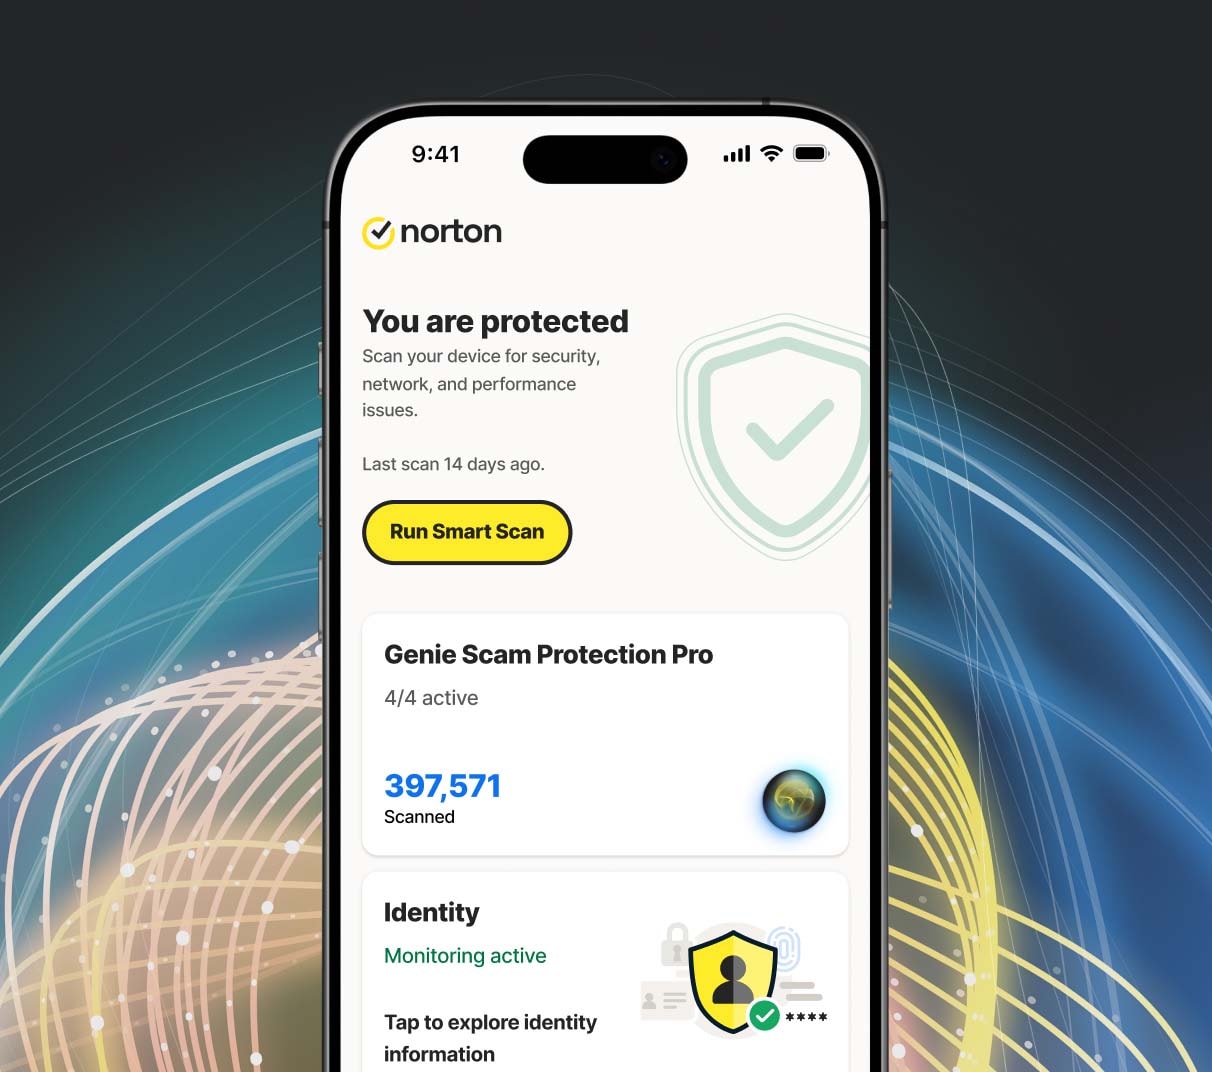 9:41
norton
You are protected
Scan your device for security,
network, and performance
issues.
Last scan 14 days ago.
Run Smart Scan
Genie Scam Protection Pro
4/4 active
397,571
Scanned
Identity
Monitoring active
****
Tap to explore identity
information